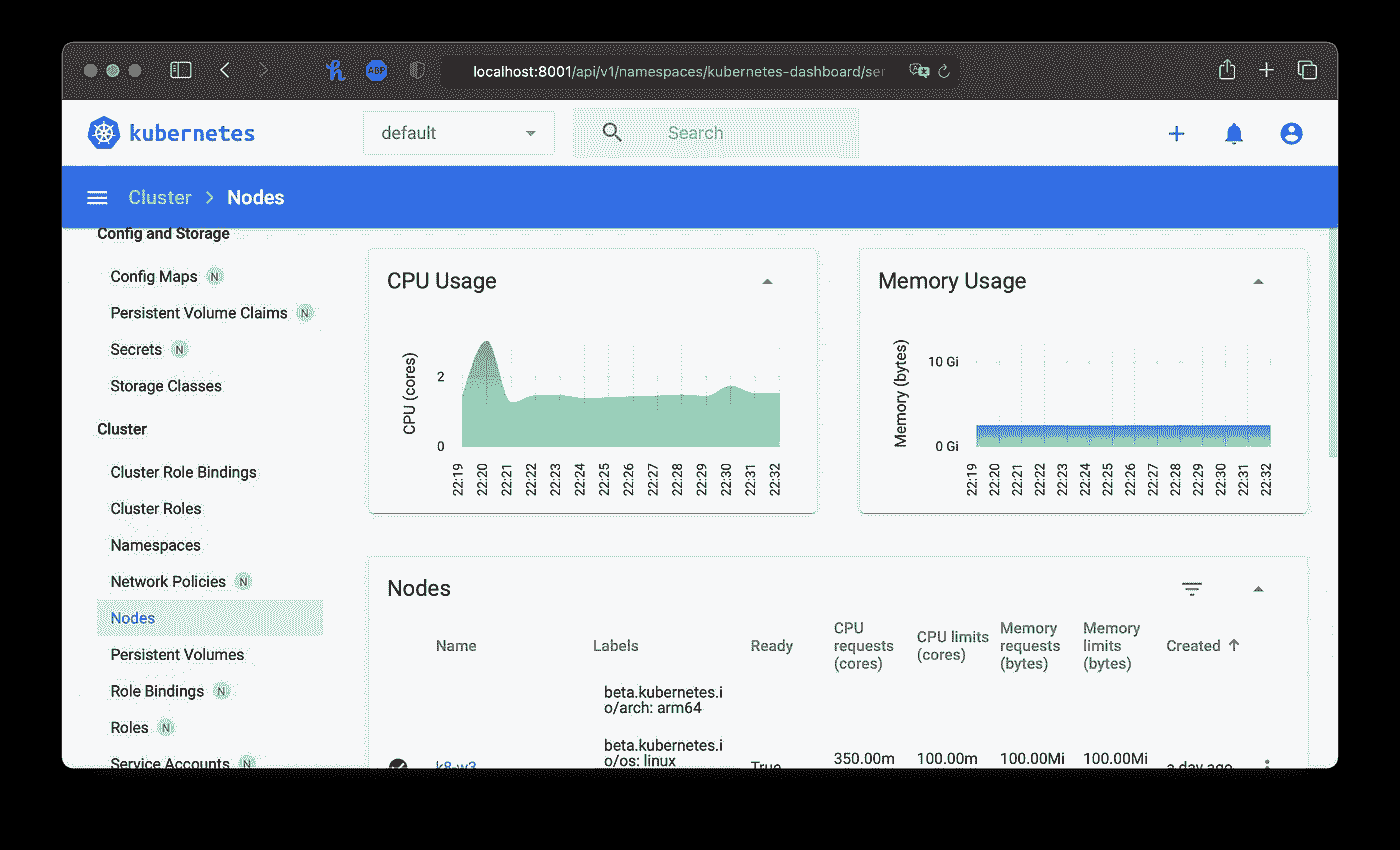 ABP
localhost:8001/api/v1/namespaces/kubernetes-dashboard/ser
kubernetes
default
Search
Cluster
Nodes
Config and Storage
Config Maps N
Persistent Volume Claims N
Secrets N
Storage Classes
Cluster
Cluster Role Bindings
Cluster Roles
Namespaces
Network Policies N
Nodes
Persistent Volumes
Role Bindings N
Roles N
Service Accounts N
CPU Usage
CPU (cores)
2
0
22:19
22:20
22:21
22:22
22:23
22:24
22:25
22:26
22:27
22:28
22:29
22:30
22:31
22:32
Memory Usage
Memory (bytes)
10 Gi
0 Gi
22:19
22:20
22:21
22:22
22:23
22:24
22:25
22:26
22:27
22:28
22:29
22:30
22:31
22:32
Nodes
Name
Labels
Ready
CPU
requests
(cores)
CPU limits
(cores)
Memory
requests
(bytes)
Memory
limits
(bytes)
Created
beta.kubernetes.i
o/arch: arm64
beta.kubernetes.i
o/os: linux
k8-w3
True
350.00m
100.00m
100.00Mi
100.00Mi
a day ago